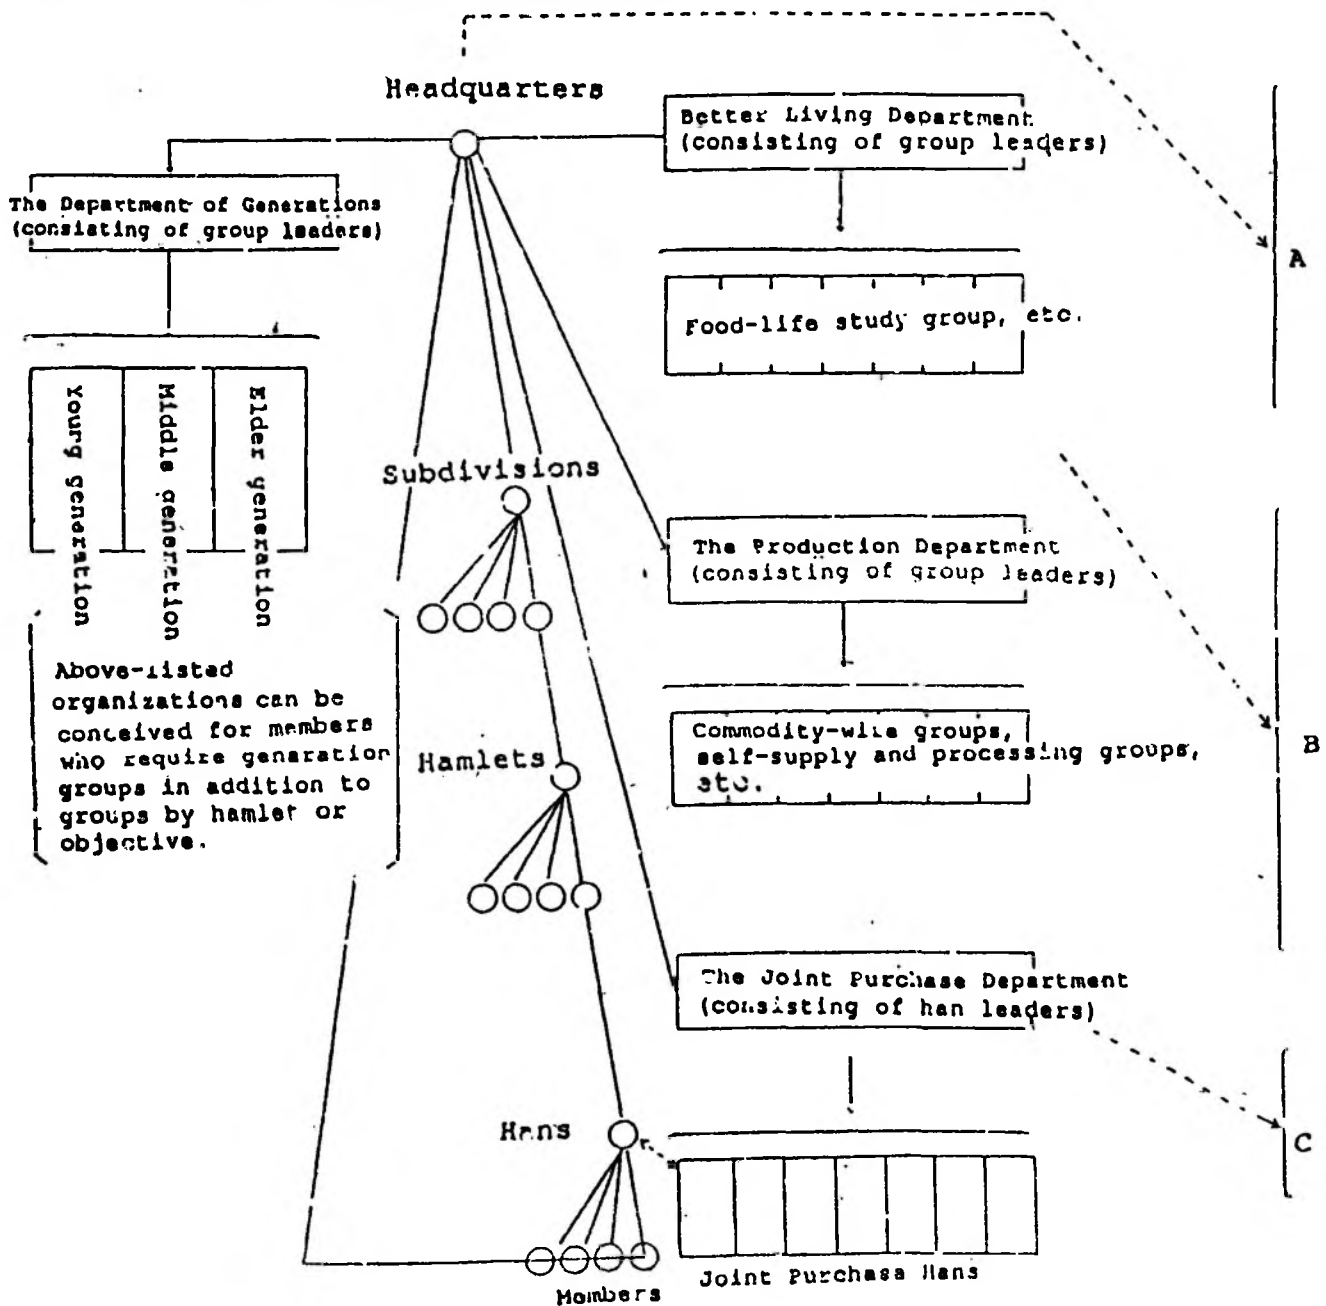 Headquarters
Better Living Department
(consisting of group leaders)
The Department of Generations
(consisting of group leaders)
A
Food-life study group, etc.
Young generation
Middle generation
Elder generation
Subdivisions
The Production Department
(consisting of group leaders)
Above-listed
organizations can be
conceived for members
who require generation
groups in addition to
groups by hamlet or
objective.
Hamlets
Commodity-wise groups,
self-supply and processing groups,
etc.
B
The Joint Purchase Department
(consisting of han leaders)
Hans
C
Joint Purchase Hans
Members